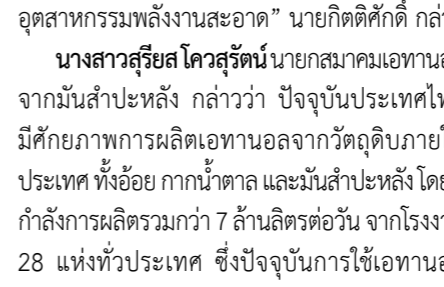 อุตสาหกรรมพลังงานสะอาด” นายกิตติศักดิ์ กล่
นางสาวสุรียส โควสุรัตน์ นายกสมาคมเอทาน
จากมันสำปะหลัง กล่าวว่า ปัจจุบันประเทศไท
มีศักยภาพการผลิตเอทานอลจากวัตถุดิบภายใ
ประเทศ ทั้งอ้อย กากน้ำตาล และมันสำปะหลัง โดย
กำลังการผลิตรวมกว่า 7 ล้านลิตรต่อวัน จากโรงงา
28 แห่งทั่วประเทศ ซึ่งปัจจุบันการใช้เอทาน